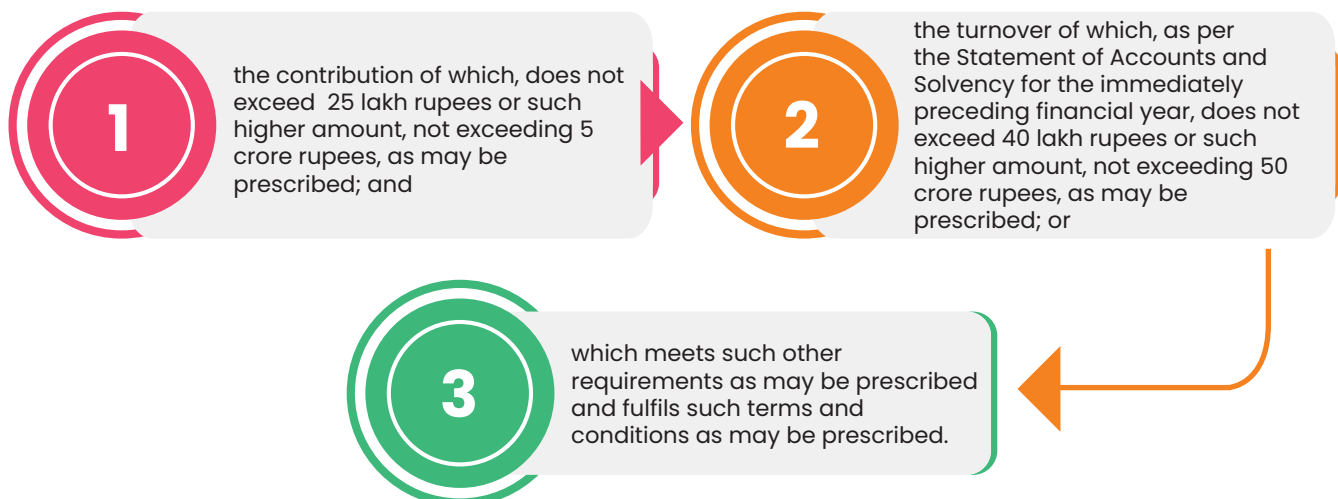 1
the contribution of which, does not
exceed  25 lakh rupees or such
higher amount, not exceeding 5
crore rupees, as may be
prescribed; and
2
the turnover of which, as per
the Statement of Accounts and
Solvency for the immediately
preceding financial year, does not
exceed 40 lakh rupees or such
higher amount, not exceeding 50
crore rupees, as may be
prescribed; or
3
which meets such other
requirements as may be prescribed
and fulfils such terms and
conditions as may be prescribed.